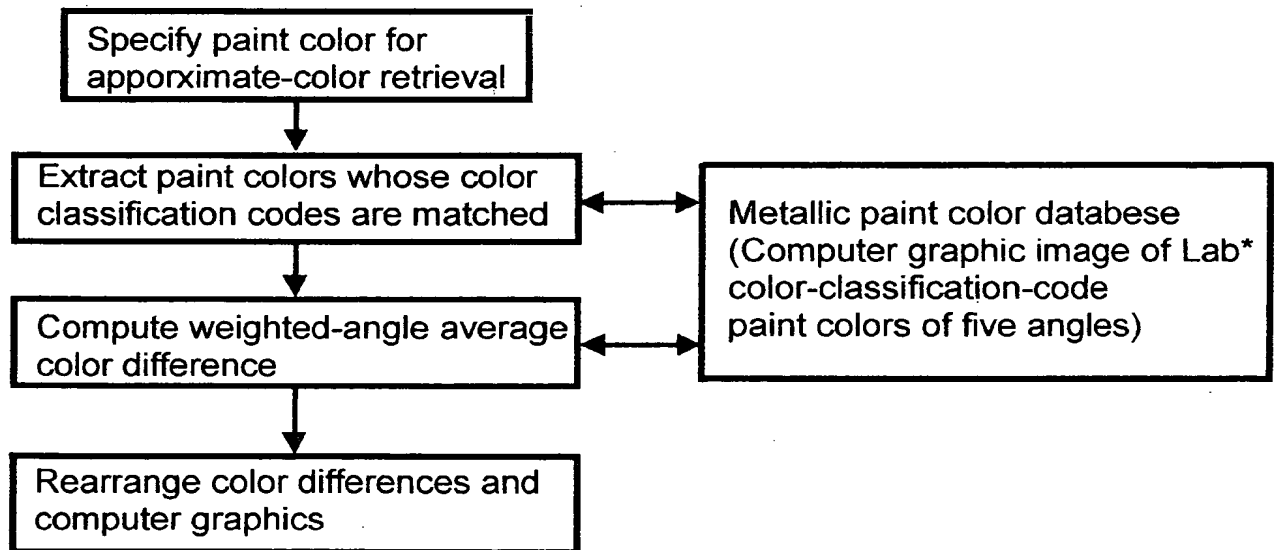 Specify paint color for
apporximate-color retrieval
Extract paint colors whose color
classification codes are matched
Metallic paint color databese
(Computer graphic image of Lab*
color-classification-code
paint colors of five angles)
Compute weighted-angle average
color difference
Rearrange color differences and
computer graphics